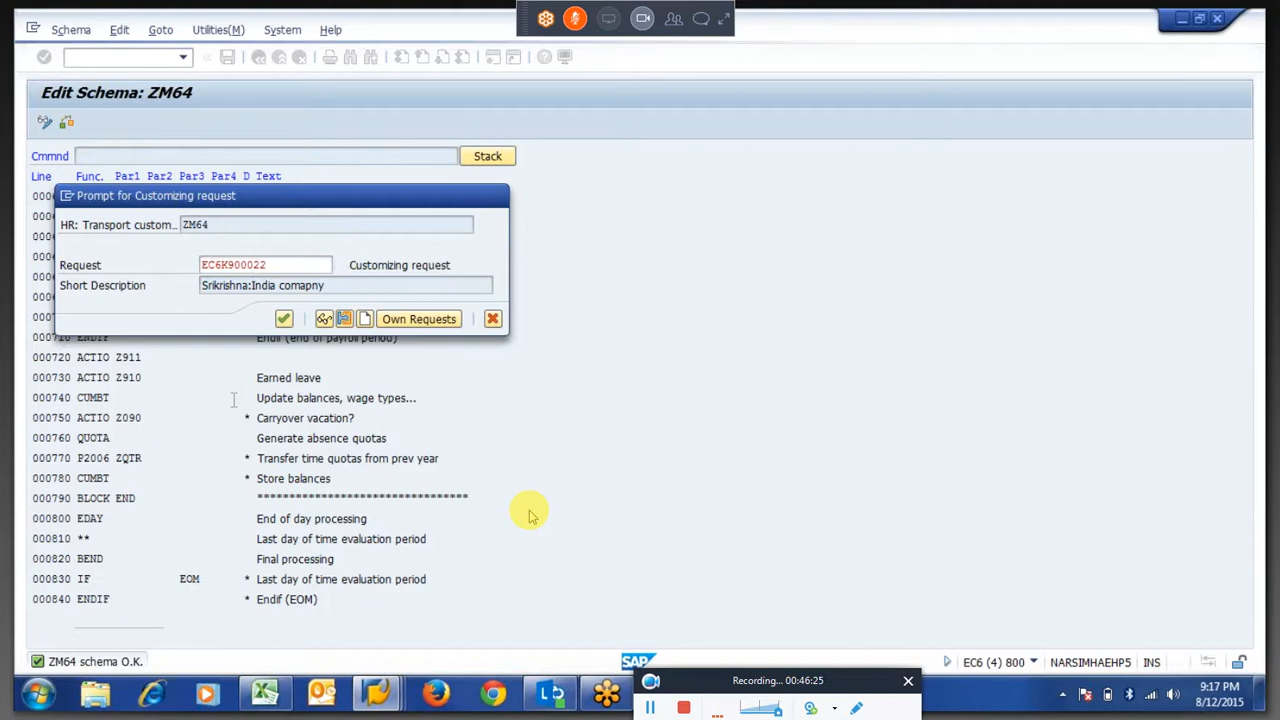 Schema Edit Goto Utilities(M) System Help
Edit Schema: ZM64
Cmmnd Stack
Line Func. Par1 Par2 Par3 Par4 D Text
Prompt for Customizing request
HR: Transport custom... ZM64
Request EC6K900022 Customizing request
Short Description Srikrishna:India comapny
Own Requests
000710 ENDIF Endif (end of payroll period)
000720 ACTIO Z911
000730 ACTIO Z910 Earned leave
000740 CUMBT Update balances, wage types...
000750 ACTIO Z090 * Carryover vacation?
000760 QUOTA Generate absence quotas
000770 P2006 ZQTR * Transfer time quotas from prev year
000780 CUMBT * Store balances
000790 BLOCK END *********************************
000800 EDAY End of day processing
000810 ** Last day of time evaluation period
000820 BEND Final processing
000830 IF EOM * Last day of time evaluation period
000840 ENDIF * Endif (EOM)
ZM64 schema O.K. SAP EC6 (4) 800 NARSIMHAEHP5 INS
Recording... 00:46:25
9:17 PM
8/12/2015